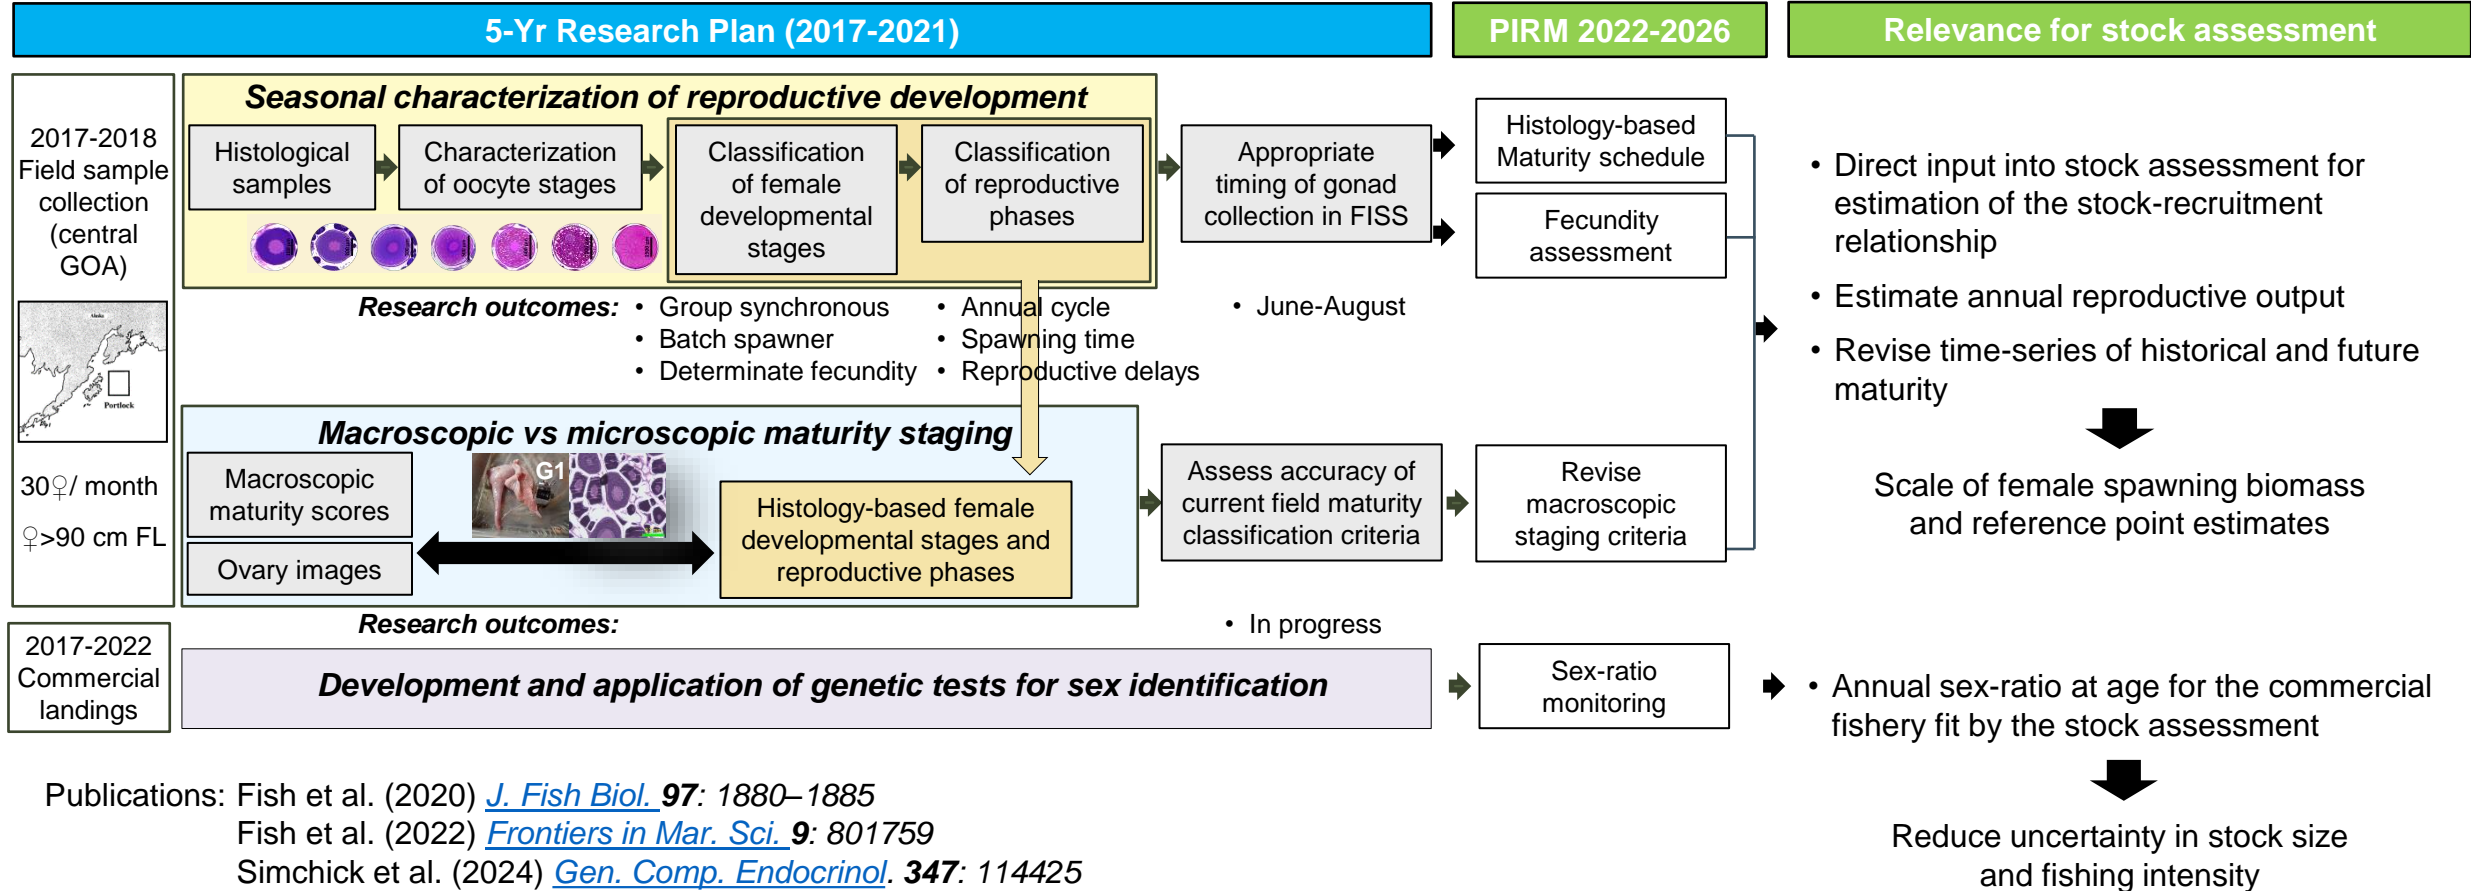 5-Yr Research Plan (2017-2021)
PIRM 2022-2026
Relevance for stock assessment
2017-2018
Field sample
collection
(central
GOA)
Alaska
Portlock
30♀/ month
♀>90 cm FL
Seasonal characterization of reproductive development
Histological
samples
Characterization
of oocyte stages
Classification
of female
developmental
stages
Classification
of reproductive
phases
Appropriate
timing of gonad
collection in FISS
Histology-based
Maturity schedule
Fecundity
assessment
Research outcomes:
• Group synchronous
• Batch spawner
• Determinate fecundity
• Annual cycle
• Spawning time
• Reproductive delays
• June-August
Macroscopic vs microscopic maturity staging
Macroscopic
maturity scores
Ovary images
G1
Histology-based female
developmental stages and
reproductive phases
Assess accuracy of
current field maturity
classification criteria
Revise
macroscopic
staging criteria
Research outcomes:
• In progress
• Direct input into stock assessment for
estimation of the stock-recruitment
relationship
• Estimate annual reproductive output
• Revise time-series of historical and future
maturity
Scale of female spawning biomass
and reference point estimates
2017-2022
Commercial
landings
Development and application of genetic tests for sex identification
Sex-ratio
monitoring
• Annual sex-ratio at age for the commercial
fishery fit by the stock assessment
Reduce uncertainty in stock size
and fishing intensity
Publications: Fish et al. (2020) J. Fish Biol. 97: 1880–1885
Fish et al. (2022) Frontiers in Mar. Sci. 9: 801759
Simchick et al. (2024) Gen. Comp. Endocrinol. 347: 114425